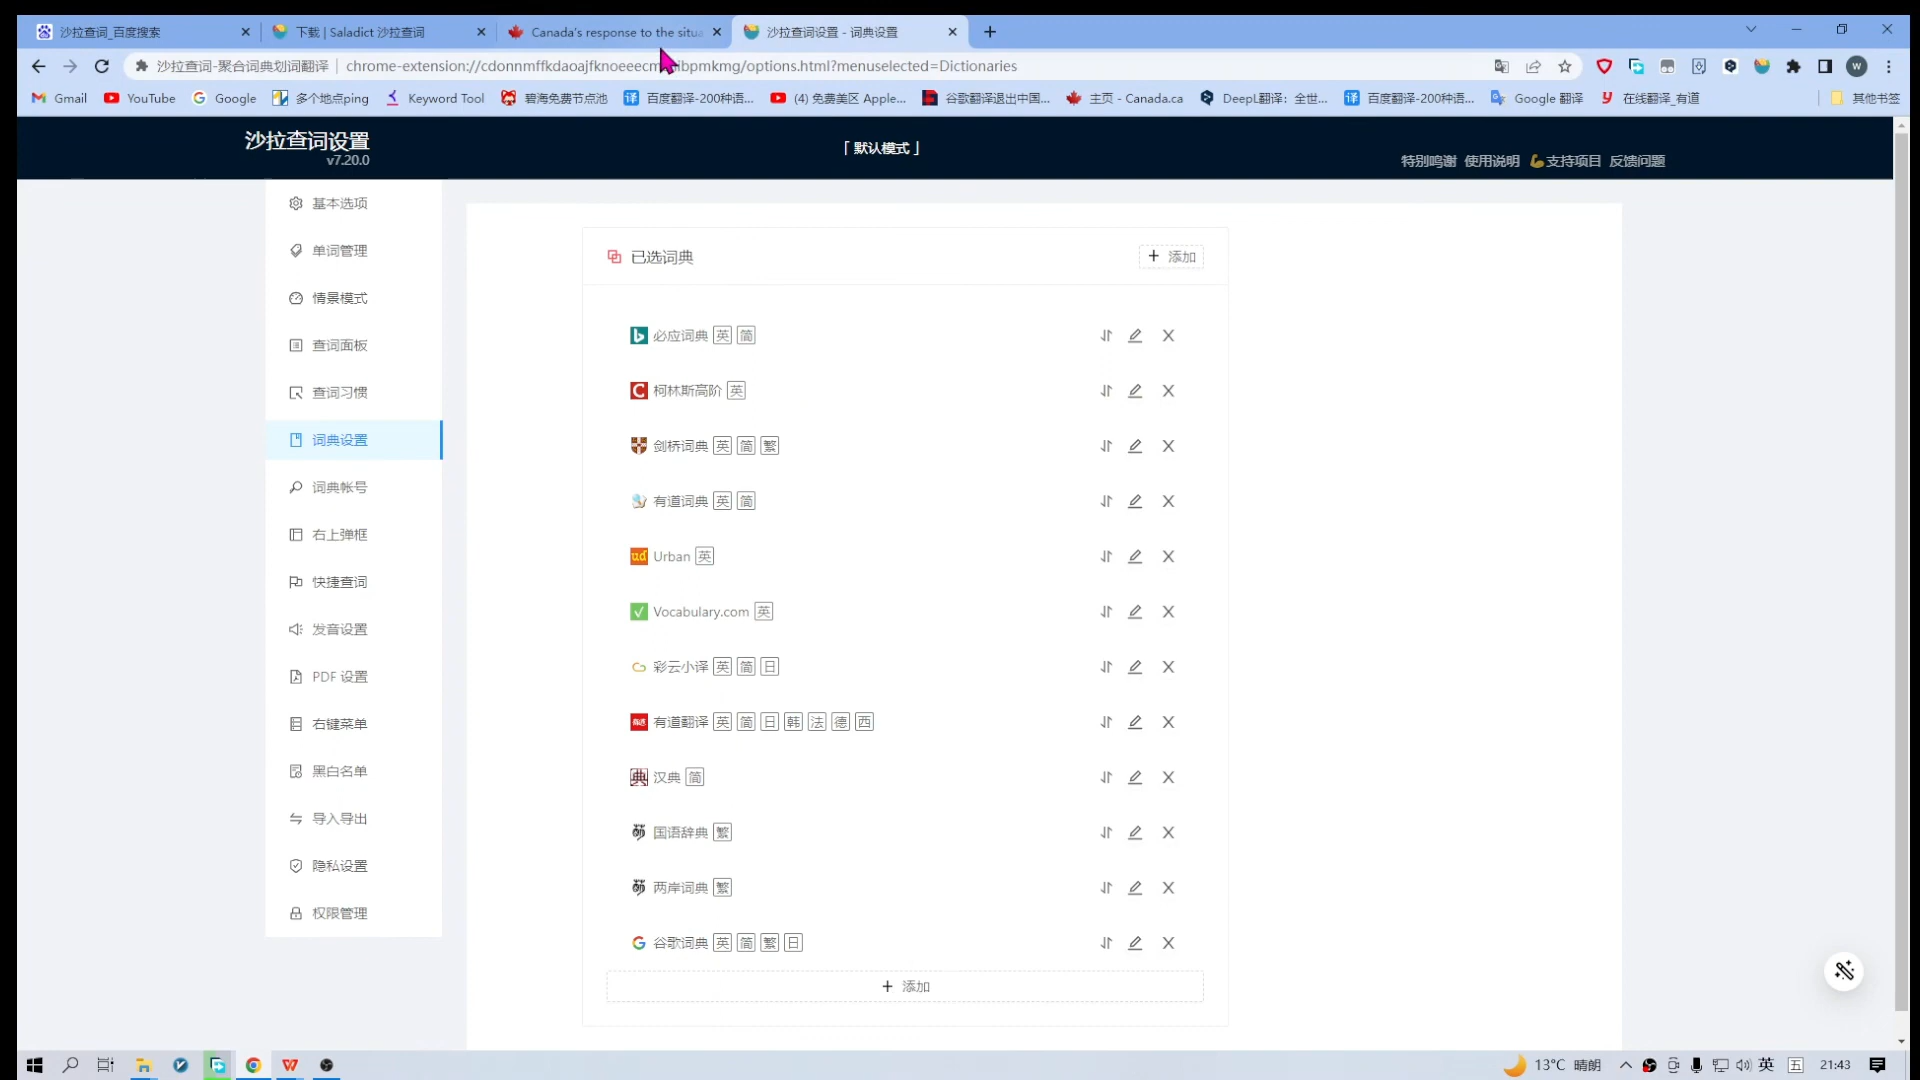 沙拉查词_百度搜索
下载 | Saladict 沙拉查词
Canada's response to the situa
沙拉查词设置 - 词典设置
沙拉查词-聚合词典划词翻译
options.html?menuselected=Dictionaries
Gmail
YouTube
Google
多个地点ping
Keyword Tool
碧海免费节点池
百度翻译-200种语...
(4) 免费美区 Apple...
谷歌翻译退出中国...
主页 - Canada.ca
DeepL翻译：全世...
百度翻译-200种语...
Google 翻译
在线翻译_有道
其他书签
沙拉查词设置
v7.20.0
「 默认模式 」
特别鸣谢 使用说明 💪支持项目 反馈问题
基本选项
单词管理
情景模式
查词面板
查词习惯
词典设置
词典帐号
右上弹框
快捷查词
发音设置
PDF 设置
右键菜单
黑白名单
导入导出
隐私设置
权限管理
已选词典
+ 添加
必应词典 英 简
柯林斯高阶 英
剑桥词典 英 简 繁
有道词典 英 简
Urban 英
Vocabulary.com 英
彩云小译 英 简 日
有道翻译 英 简 日 韩 法 德 西
汉典 简
国语辞典 繁
两岸词典 繁
谷歌词典 英 简 繁 日
+ 添加
13°C 晴朗
英
五
21:43